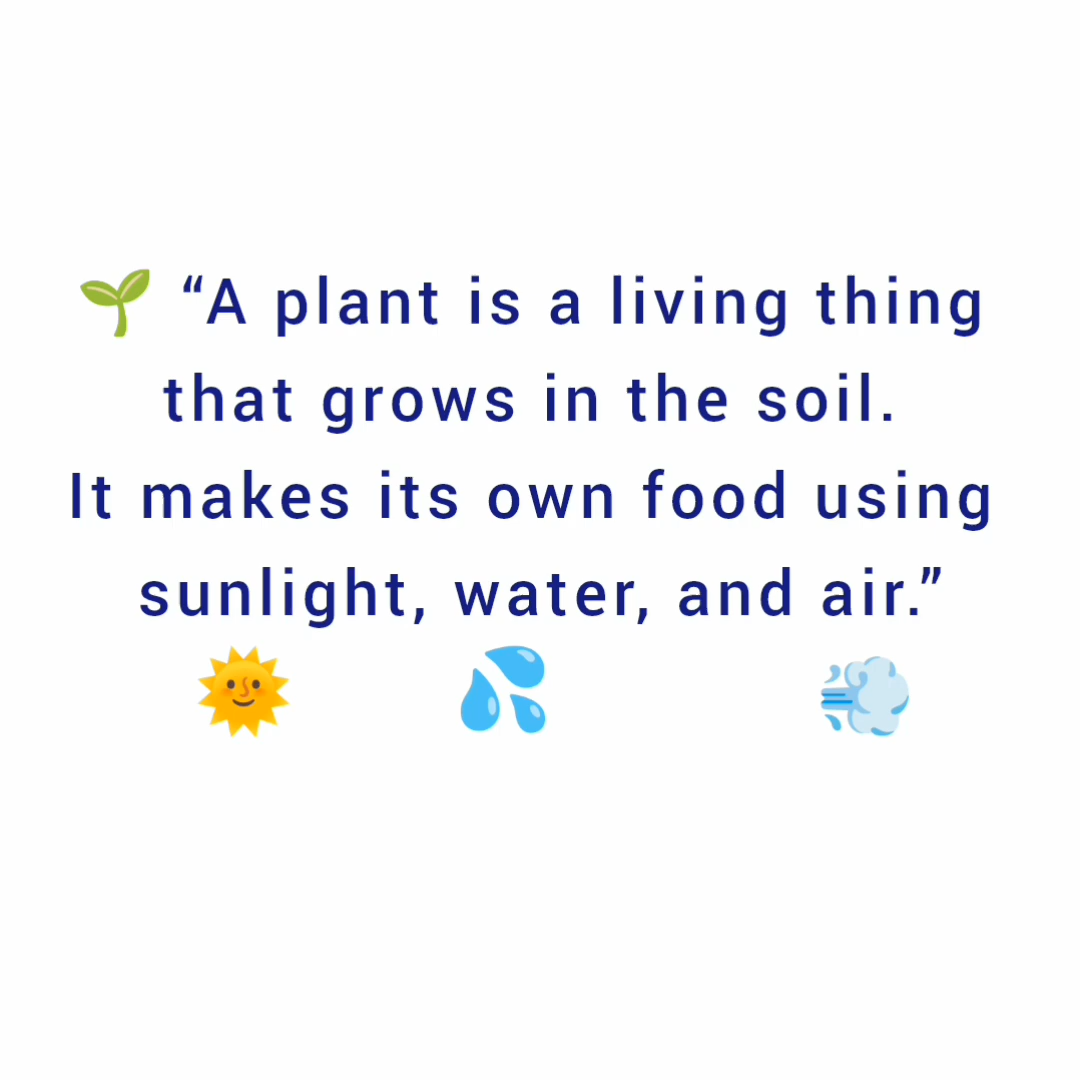 🌱 “A plant is a living thing
that grows in the soil.
It makes its own food using
sunlight, water, and air.”
🌞 💦 💨